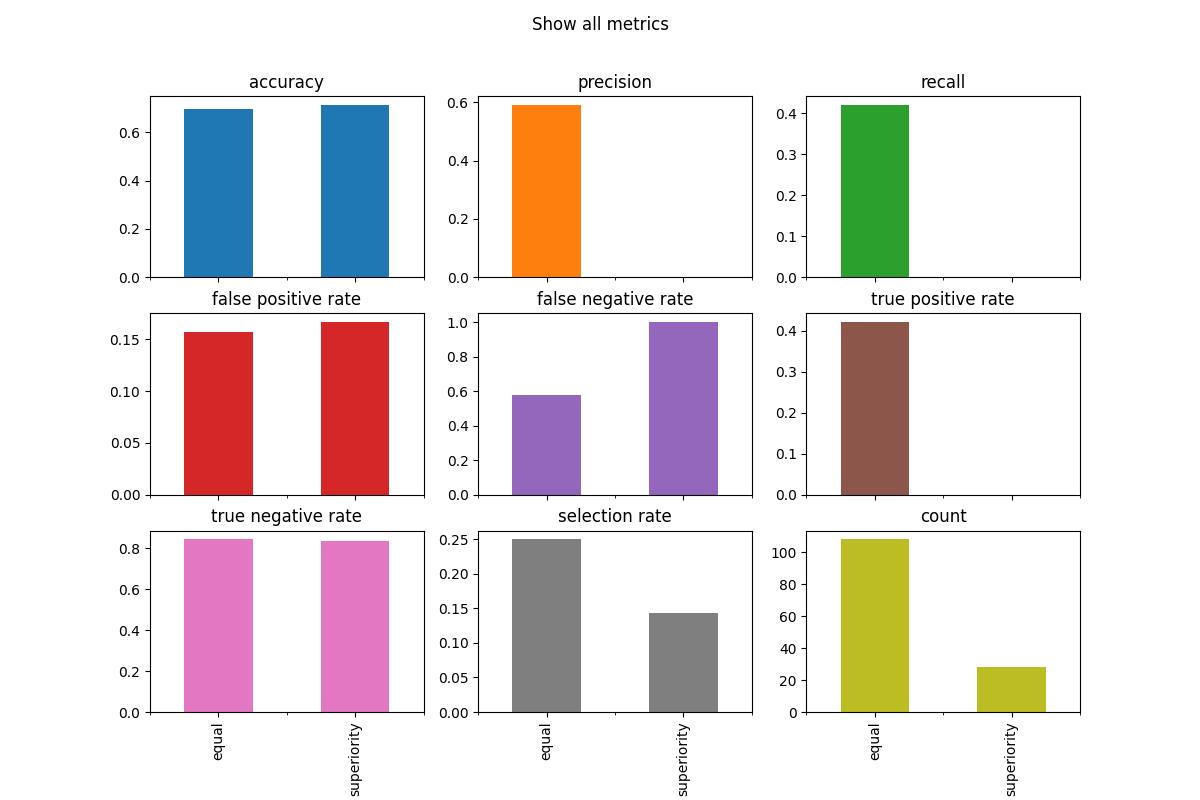 Show all metrics
accuracy
0.6
0.4
0.2
0.0
precision
0.6
0.4
0.2
0.0
recall
0.4
0.3
0.2
0.1
0.0
false positive rate
0.15
0.10
0.05
0.00
false negative rate
1.0
0.8
0.6
0.4
0.2
0.0
true positive rate
0.4
0.3
0.2
0.1
0.0
true negative rate
0.8
0.6
0.4
0.2
0.0
equal
superiority
selection rate
0.25
0.20
0.15
0.10
0.05
0.00
equal
superiority
count
100
80
60
40
20
0
equal
superiority